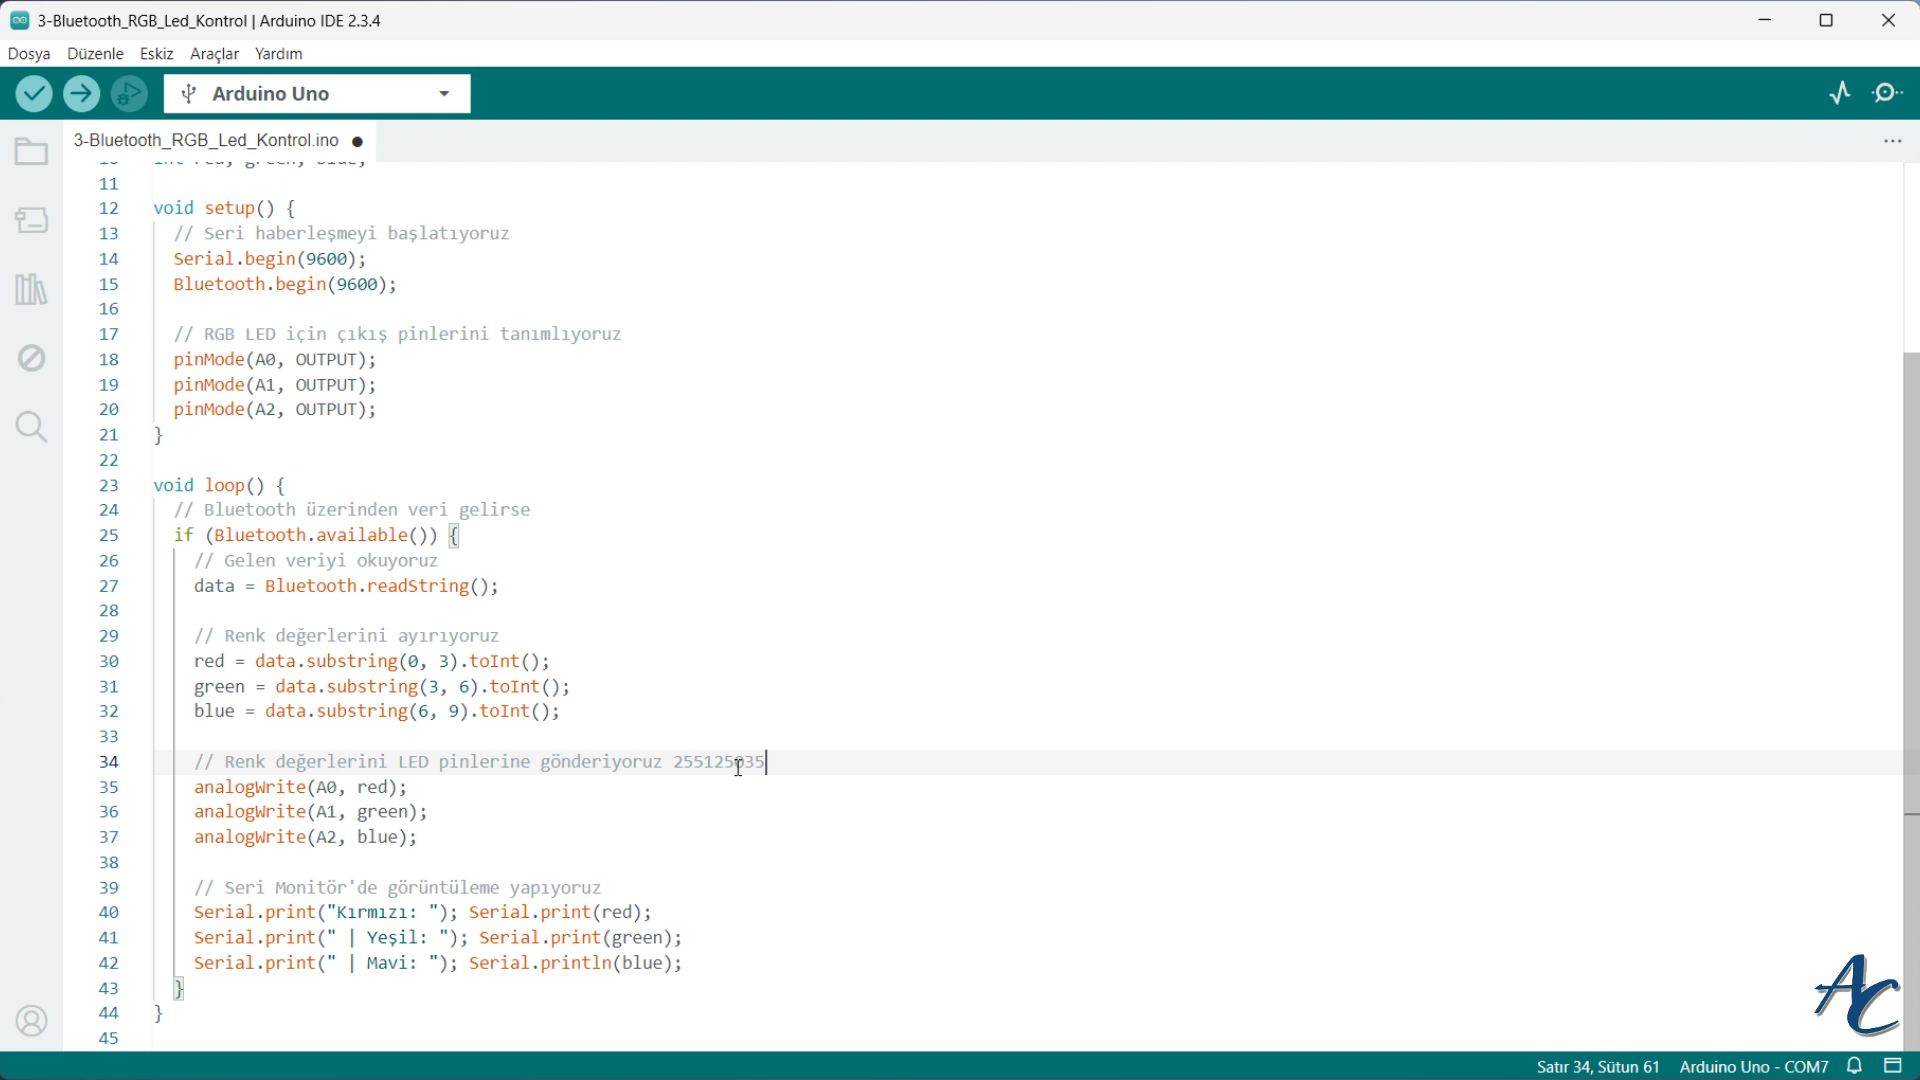 3-Bluetooth_RGB_Led_Kontrol | Arduino IDE 2.3.4
Dosya Düzenle Eskiz Araçlar Yardım
Arduino Uno
3-Bluetooth_RGB_Led_Kontrol.ino
10 int red, green, blue;
11
12 void setup() {
13 // Seri haberleşmeyi başlatıyoruz
14 Serial.begin(9600);
15 Bluetooth.begin(9600);
16
17 // RGB LED için çıkış pinlerini tanımlıyoruz
18 pinMode(A0, OUTPUT);
19 pinMode(A1, OUTPUT);
20 pinMode(A2, OUTPUT);
21 }
22
23 void loop() {
24 // Bluetooth üzerinden veri gelirse
25 if (Bluetooth.available()) {
26 // Gelen veriyi okuyoruz
27 data = Bluetooth.readString();
28
29 // Renk değerlerini ayırıyoruz
30 red = data.substring(0, 3).toInt();
31 green = data.substring(3, 6).toInt();
32 blue = data.substring(6, 9).toInt();
33
34 // Renk değerlerini LED pinlerine gönderiyoruz 255125035
35 analogWrite(A0, red);
36 analogWrite(A1, green);
37 analogWrite(A2, blue);
38
39 // Seri Monitör'de görüntüleme yapıyoruz
40 Serial.print("Kırmızı: "); Serial.print(red);
41 Serial.print(" | Yeşil: "); Serial.print(green);
42 Serial.print(" | Mavi: "); Serial.println(blue);
43 }
44 }
45
AC
Satır 34, Sütun 61 Arduino Uno - COM7